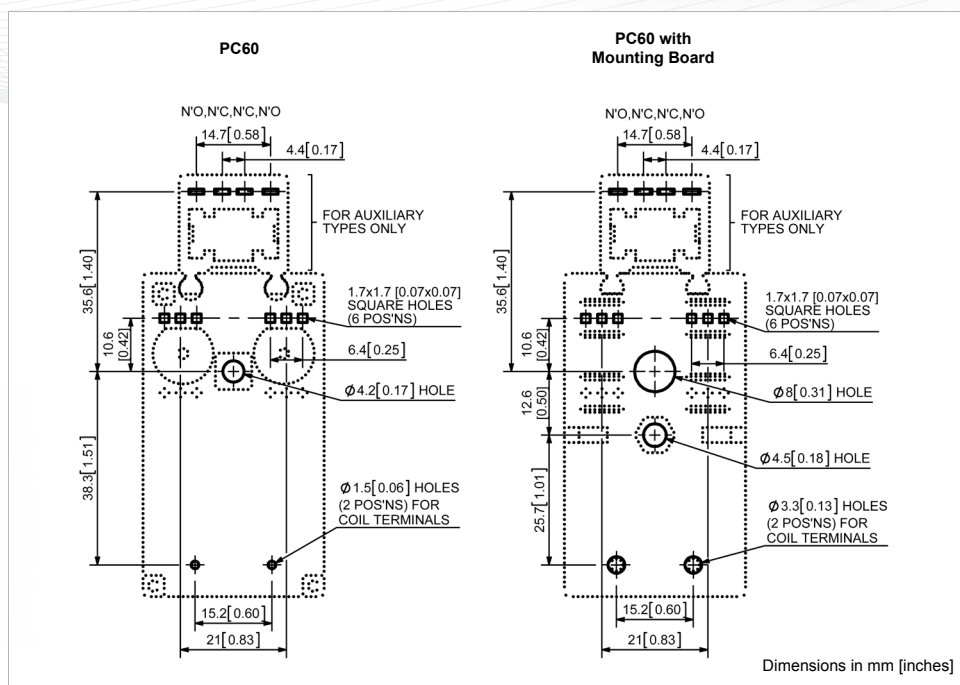 PC60
N'O,N'C,N'C,N'O
14.7[0.58]
4.4[0.17]
FOR AUXILIARY
TYPES ONLY
35.6[1.40]
1.7x1.7 [0.07x0.07]
SQUARE HOLES
(6 POS'NS)
10.6
[0.42]
6.4[0.25]
Ø4.2[0.17] HOLE
38.3[1.51]
Ø1.5[0.06] HOLES
(2 POS'NS) FOR
COIL TERMINALS
15.2[0.60]
21[0.83]
PC60 with
Mounting Board
N'O,N'C,N'C,N'O
14.7[0.58]
4.4[0.17]
FOR AUXILIARY
TYPES ONLY
35.6[1.40]
1.7x1.7 [0.07x0.07]
SQUARE HOLES
(6 POS'NS)
10.6
[0.42]
6.4[0.25]
Ø8[0.31] HOLE
12.6
[0.50]
Ø4.5[0.18] HOLE
25.7[1.01]
Ø3.3[0.13] HOLES
(2 POS'NS) FOR
COIL TERMINALS
15.2[0.60]
21[0.83]
Dimensions in mm [inches]